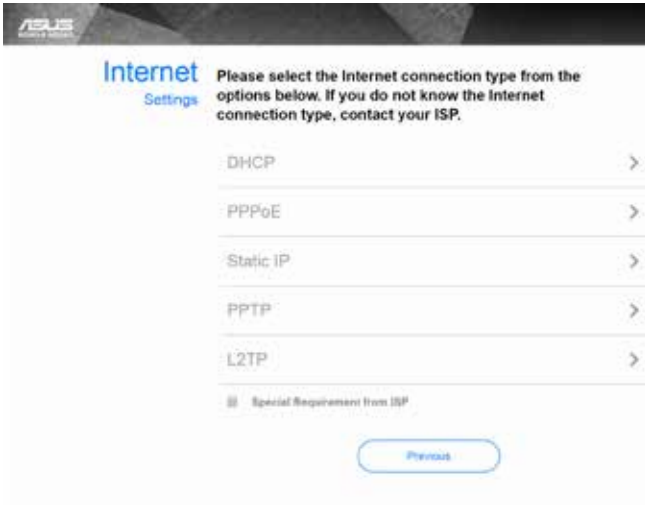 ASUS
Internet
Settings
Please select the Internet connection type from the
options below. If you do not know the Internet
connection type, contact your ISP.
DHCP
PPPoE
Static IP
PPTP
L2TP
Special Requirement from ISP
Previous